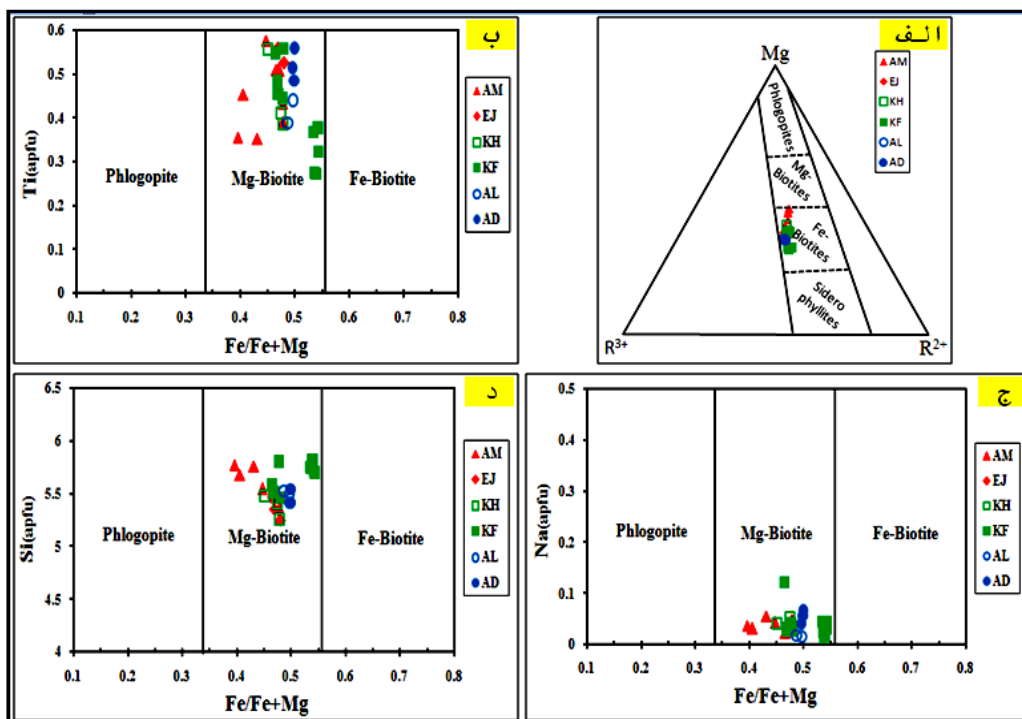 ب
0.6
0.5
0.4
0.3
0.2
0.1
0
Ti(apfu)
Phlogopite
Mg-Biotite
Fe-Biotite
AM
EJ
KH
KF
AL
AD
0.1 0.2 0.3 0.4 0.5 0.6 0.7 0.8
Fe/Fe+Mg
الف
Mg
AM
EJ
KH
KF
AL
AD
Phlogopites
Mg-
Biotites
Fe-
Biotites
Sidero
phyllites
R3+
R2+
د
6.5
6
5.5
5
4
Si(apfu)
Phlogopite
Mg-Biotite
Fe-Biotite
AM
EJ
KH
KF
AL
AD
0.1 0.2 0.3 0.4 0.5 0.6 0.7 0.8
Fe/Fe+Mg
ج
0.5
0.4
0.3
0.2
0.1
0
Na(apfu)
Phlogopite
Mg-Biotite
Fe-Biotite
AM
EJ
KH
KF
AL
AD
0.1 0.2 0.3 0.4 0.5 0.6 0.7 0.8
Fe/Fe+Mg